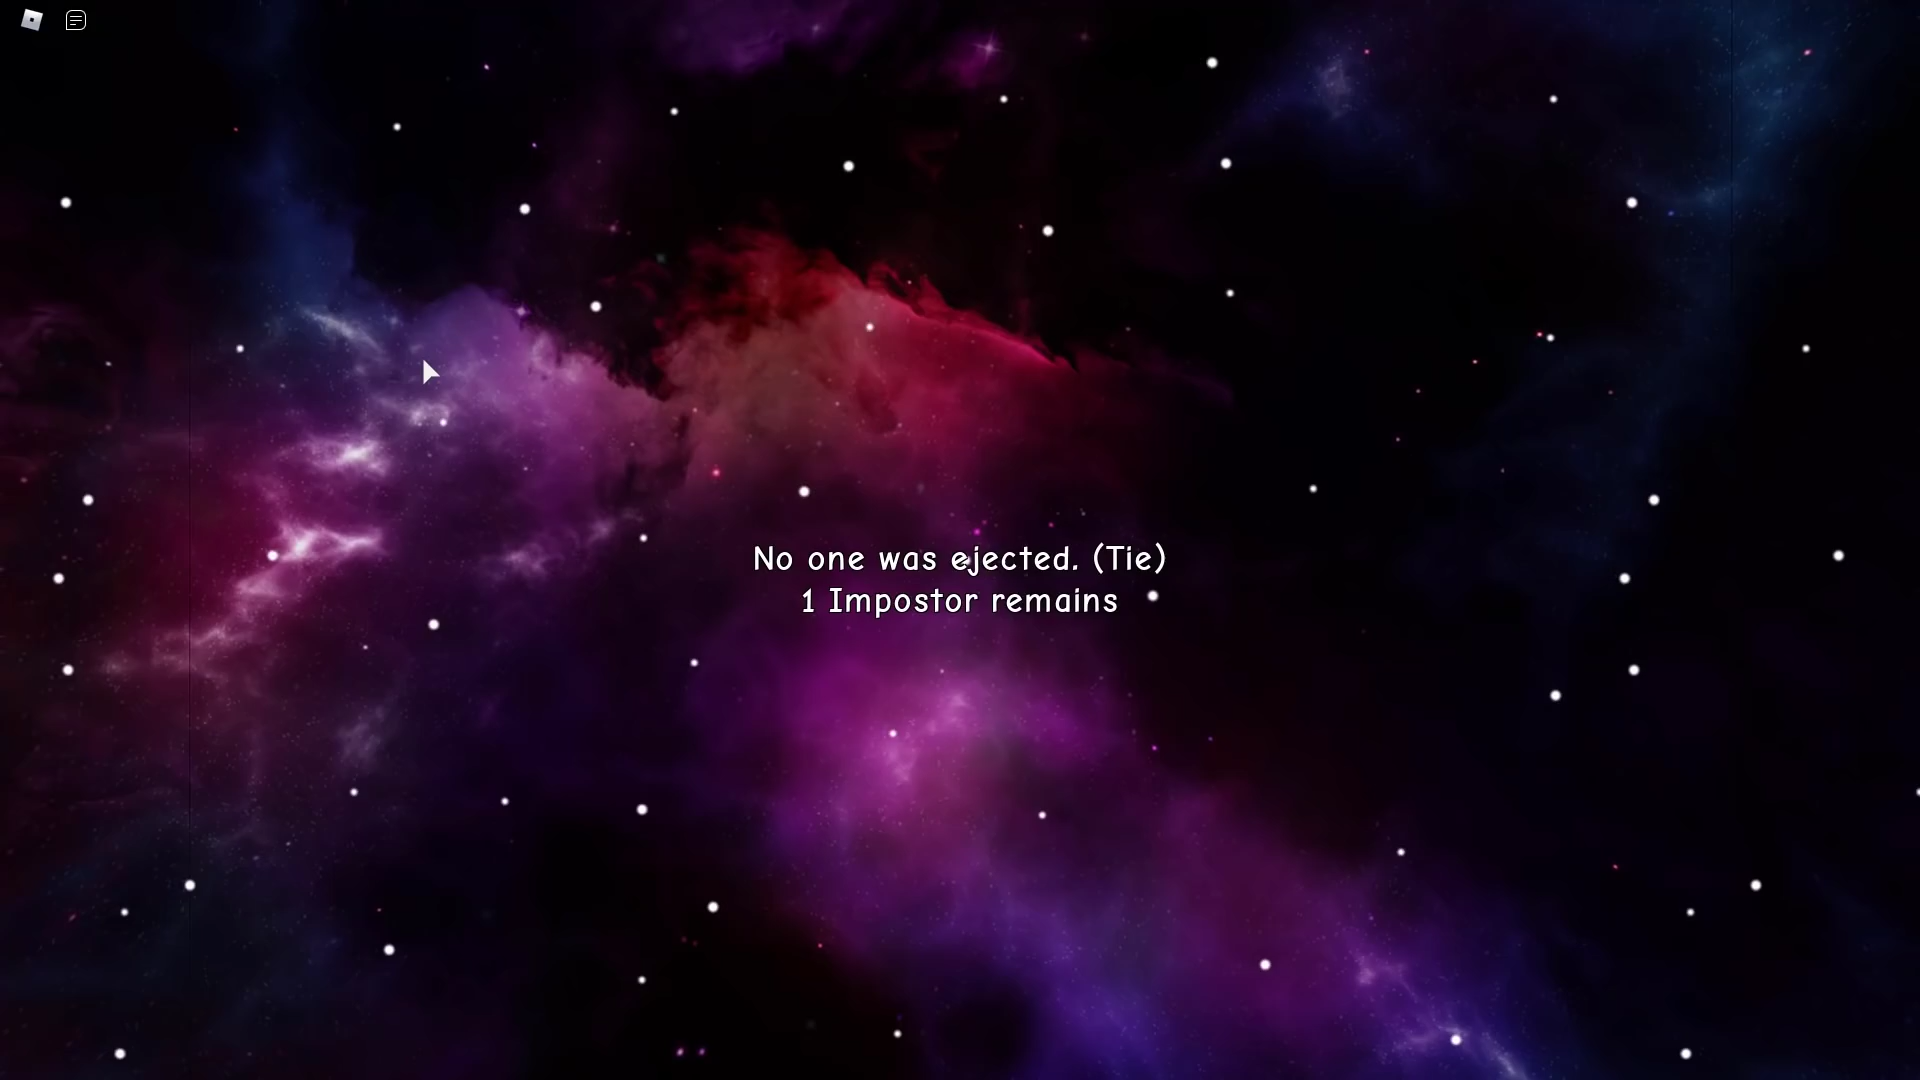 No one was ejected. (Tie)
1 Impostor remains